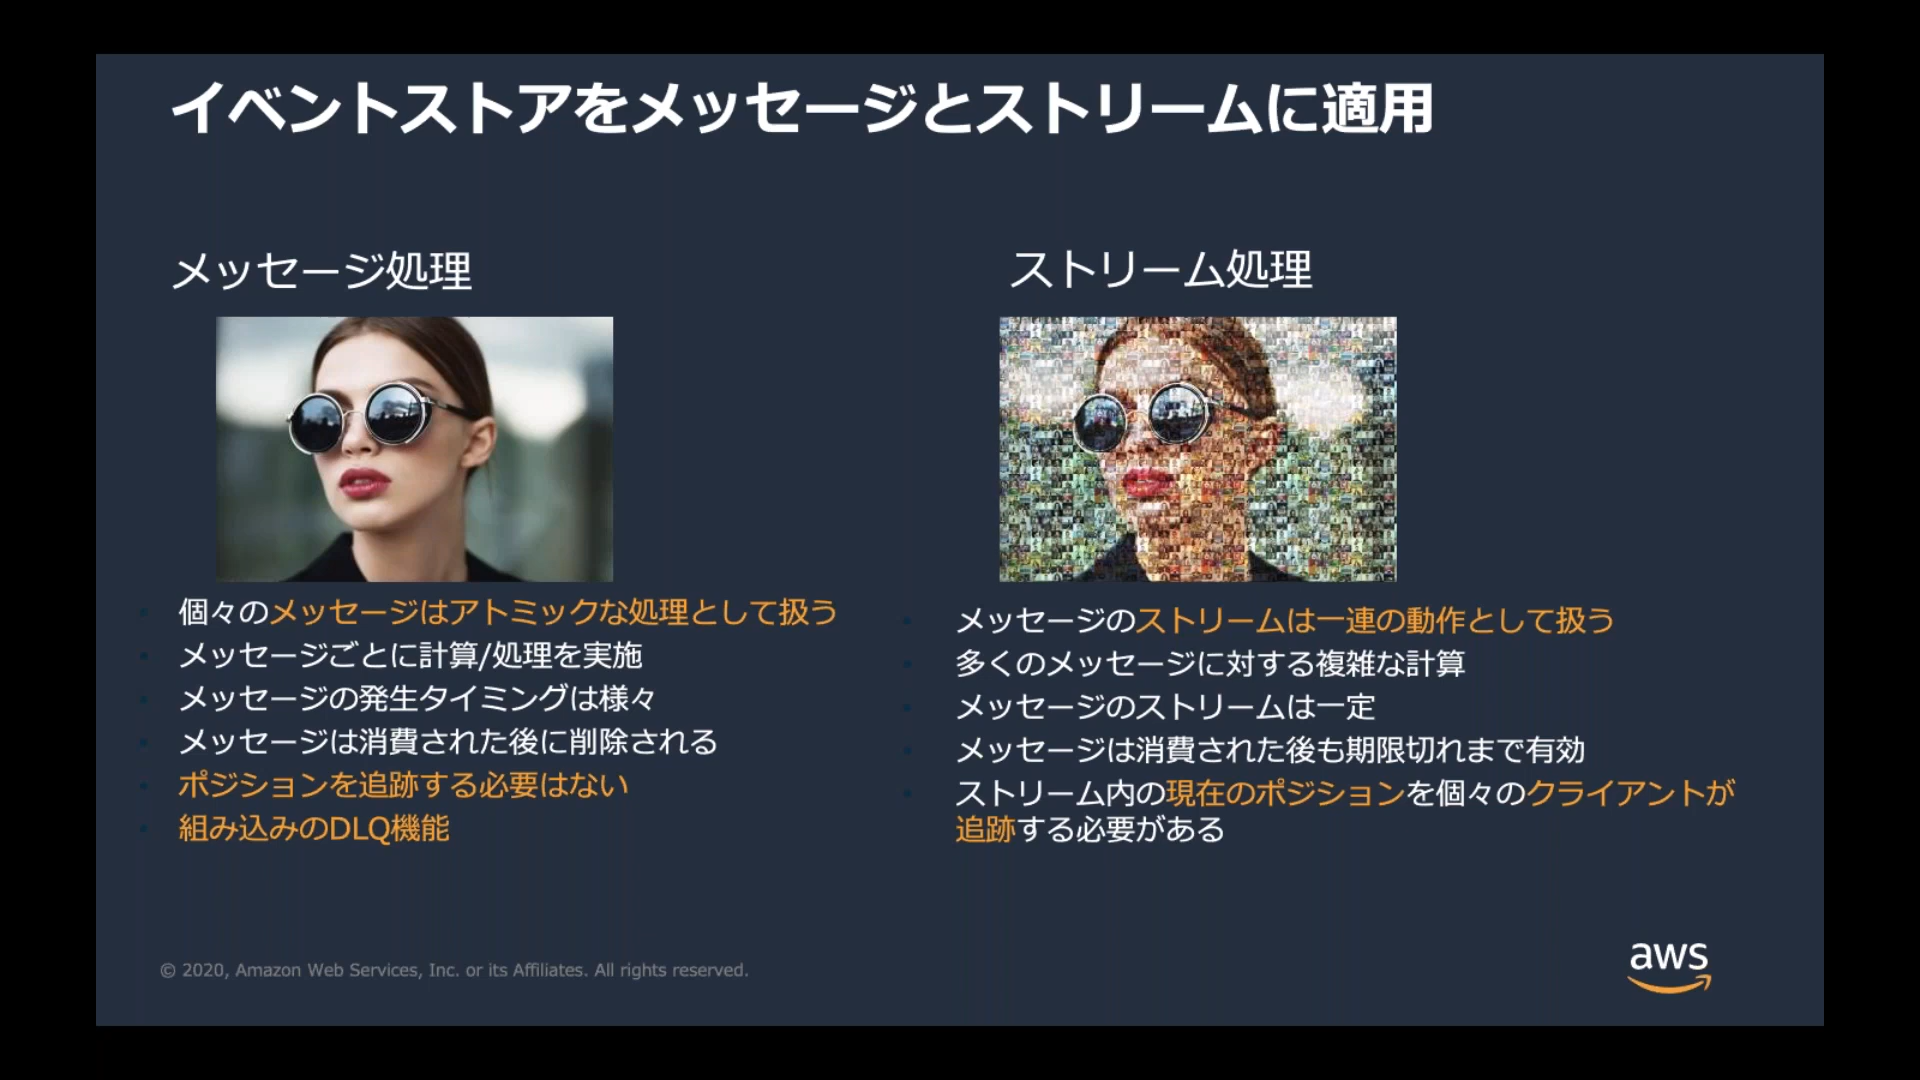 イベントストアをメッセージとストリームに適用
メッセージ処理
個々のメッセージはアトミックな処理として扱う
メッセージごとに計算/処理を実施
メッセージの発生タイミングは様々
メッセージは消費された後に削除される
ポジションを追跡する必要はない
組み込みのDLQ機能
ストリーム処理
メッセージのストリームは一連の動作として扱う
多くのメッセージに対する複雑な計算
メッセージのストリームは一定
メッセージは消費された後も期限切れまで有効
ストリーム内の現在のポジションを個々のクライアントが
追跡する必要がある
© 2020, Amazon Web Services, Inc. or its Affiliates. All rights reserved.
aws